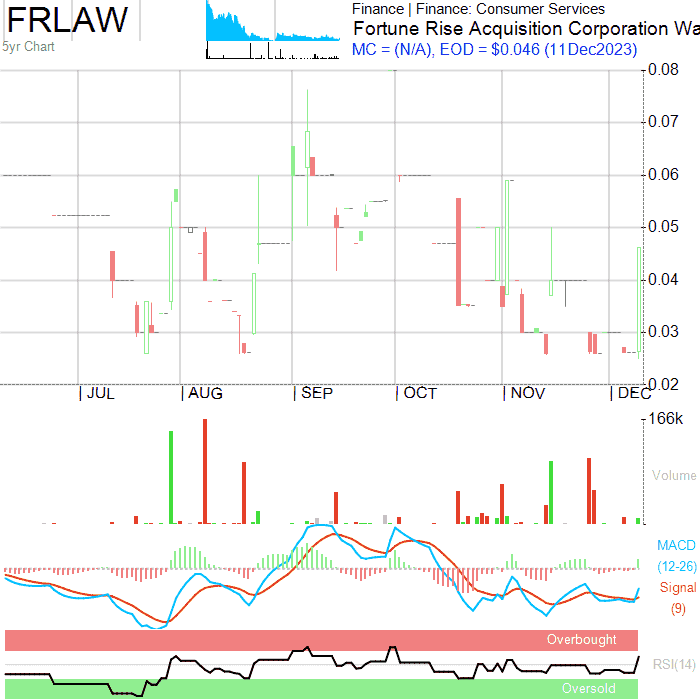 FRLAW
5yr Chart
Finance | Finance: Consumer Services
Fortune Rise Acquisition Corporation Wa
MC = (N/A), EOD = $0.046 (11Dec2023)
0.08
0.07
0.06
0.05
0.04
0.03
0.02
| JUL | AUG | SEP | OCT | NOV | DEC
166k
Volume
MACD
(12-26)
Signal
(9)
Overbought
RSI(14)
Oversold